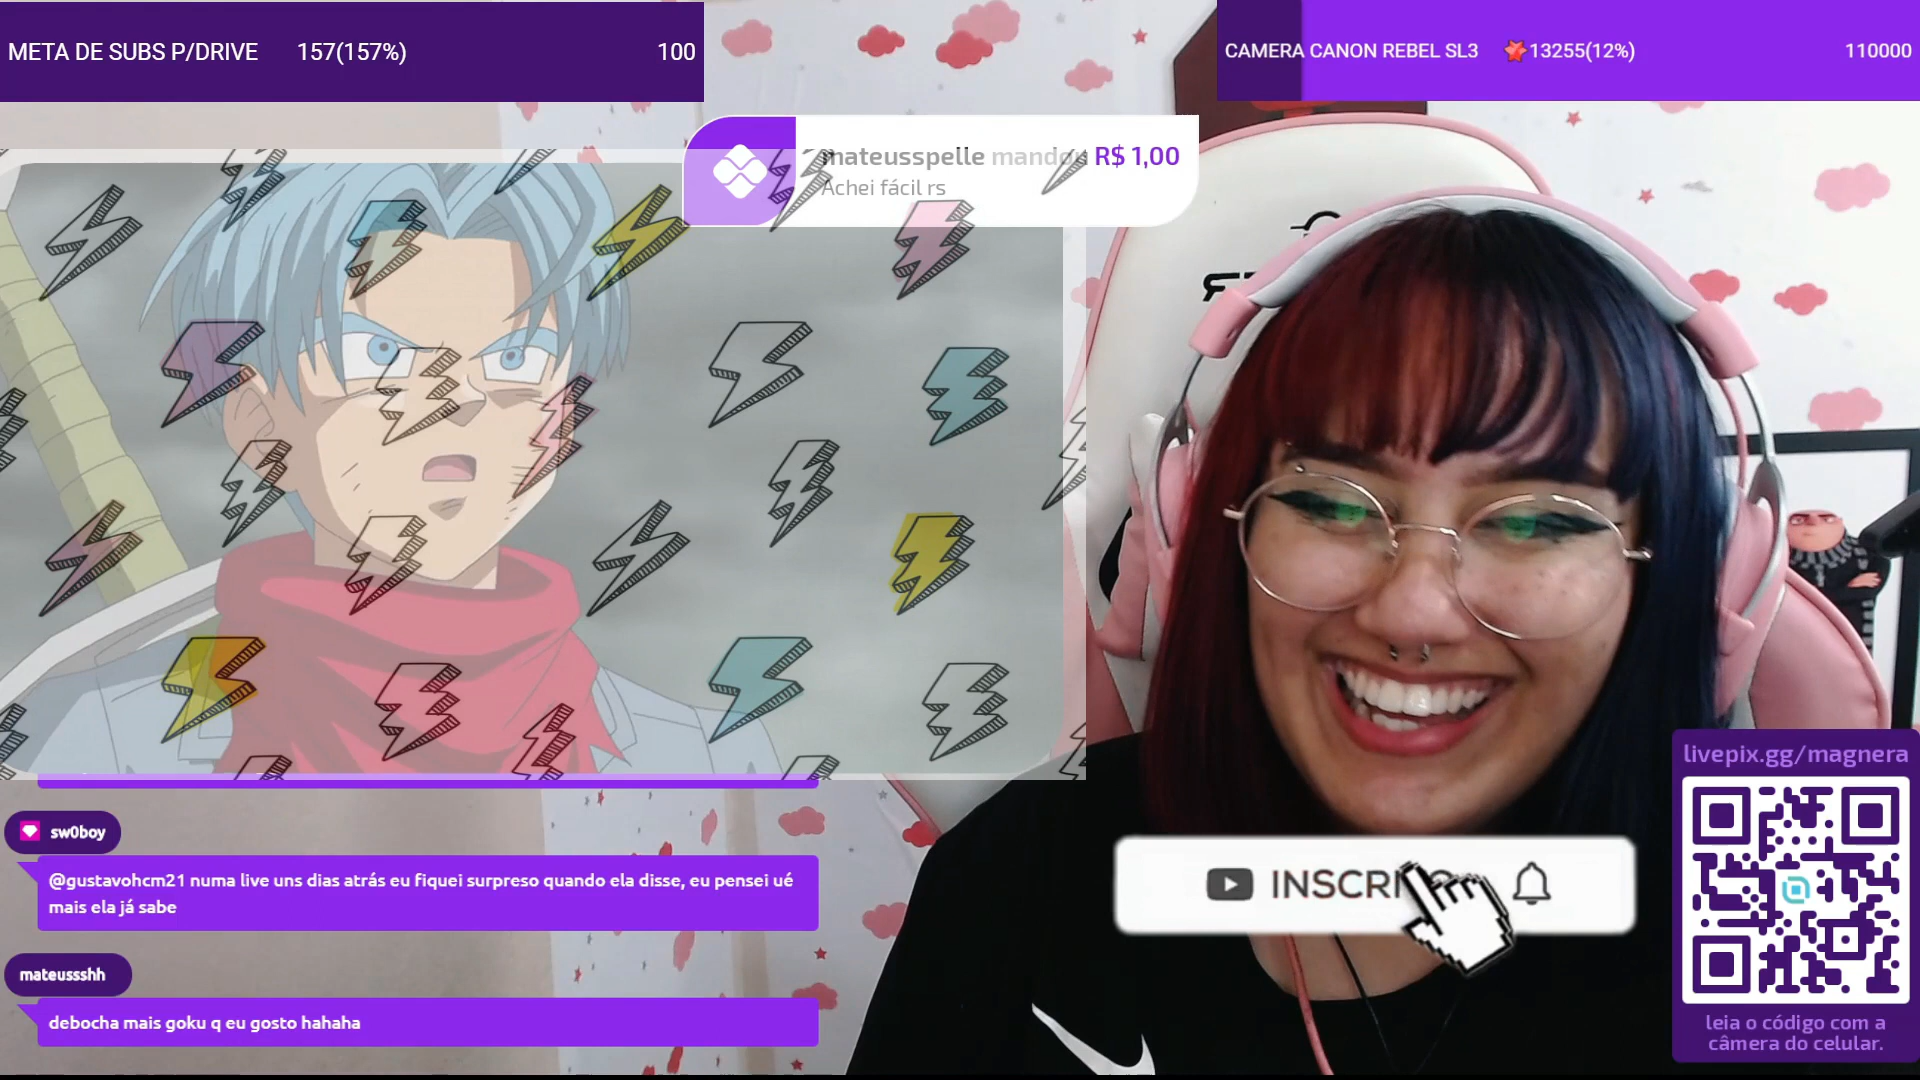 META DE SUBS P/DRIVE 157(157%) 100
CAMERA CANON REBEL SL3 13255(12%) 110000
mateusspelle mandou R$ 1,00
Achei fácil rs
sw0boy
@gustavohcm21 numa live uns dias atrás eu fiquei surpreso quando ela disse, eu pensei ué
mais ela já sabe
mateussshh
debocha mais goku q eu gosto hahaha
livepix.gg/magnera
leia o código com a
câmera do celular.